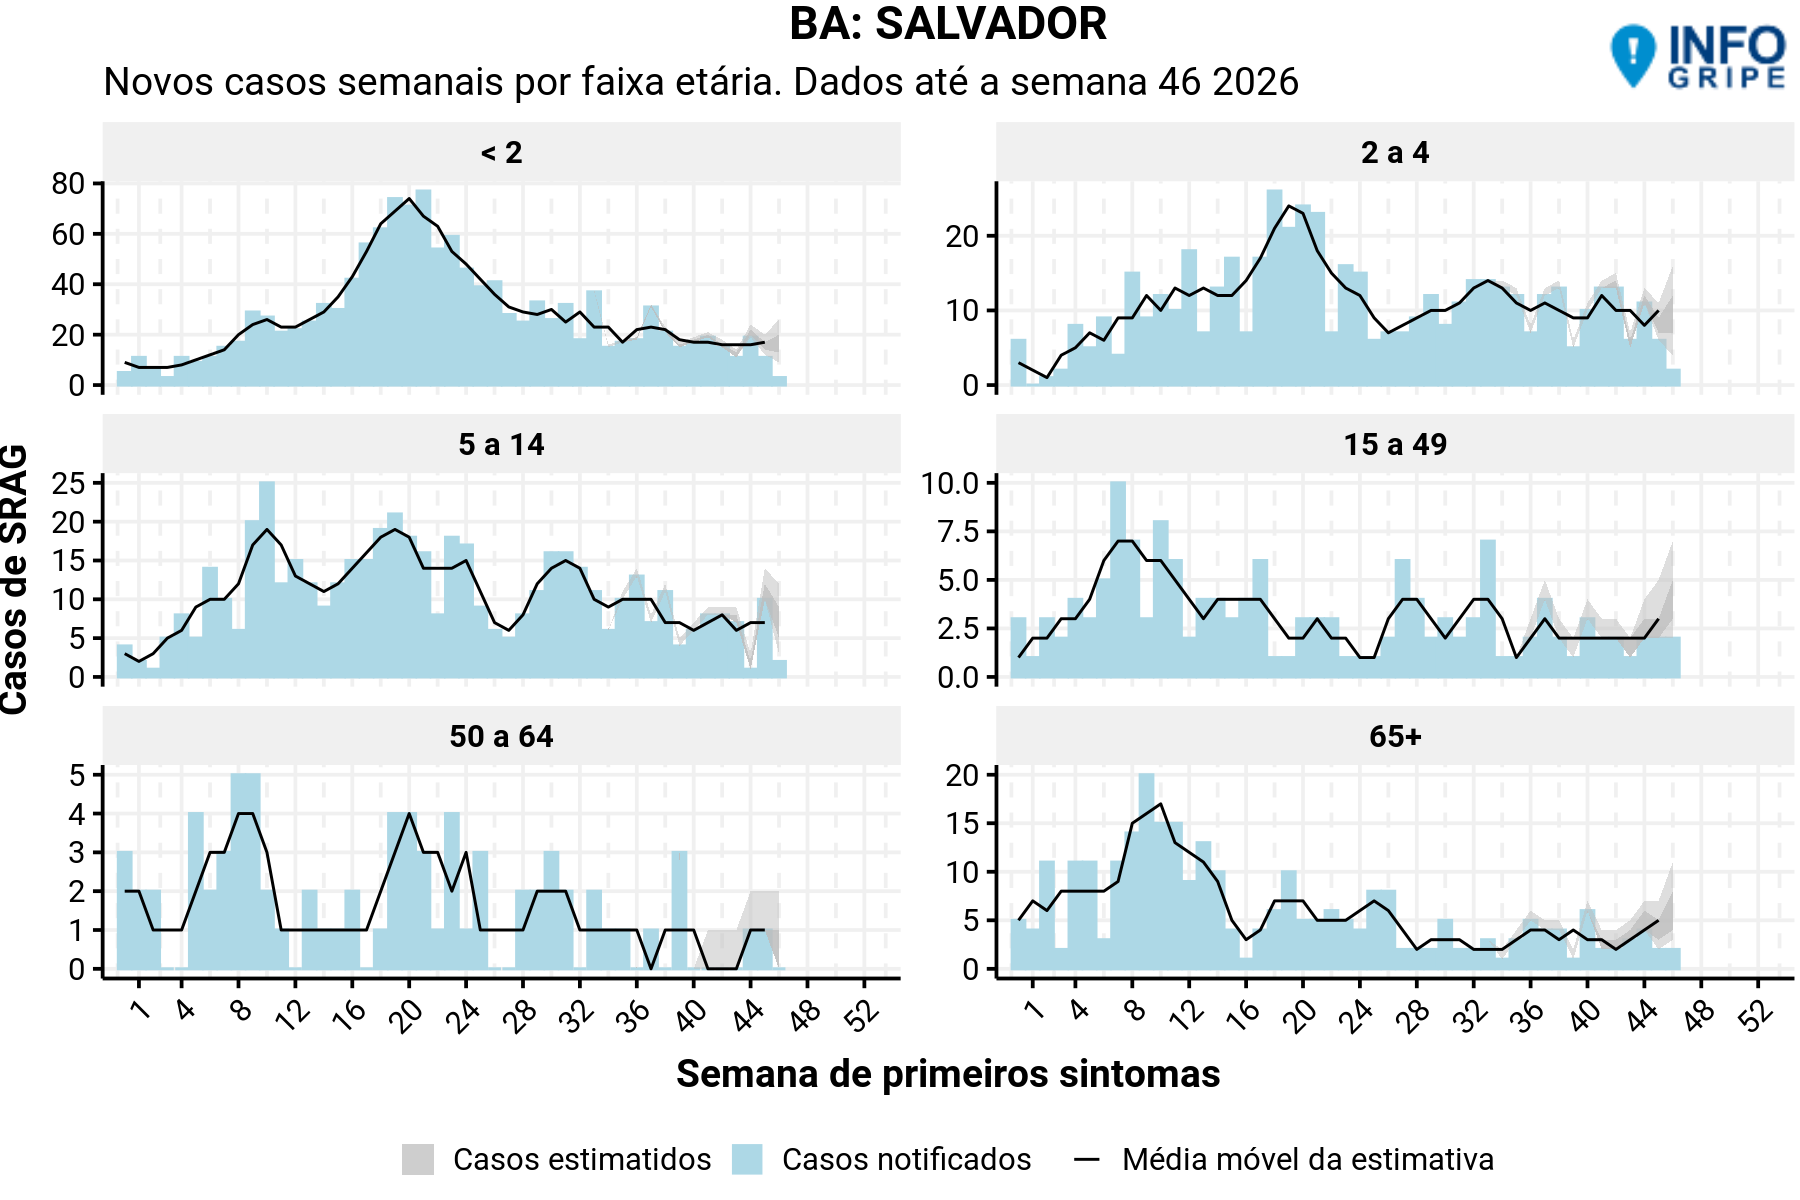 BA: SALVADOR
INFO
GRIPE
Novos casos semanais por faixa etária. Dados até a semana 46 2026
< 2
2 a 4
80
60
40
20
0
20
10
0
5 a 14
15 a 49
25
20
15
10
5
0
10.0
7.5
5.0
2.5
0.0
Casos de SRAG
50 a 64
65+
5
4
3
2
1
0
20
15
10
5
0
1 4 8 12 16 20 24 28 32 36 40 44 48 52
1 4 8 12 16 20 24 28 32 36 40 44 48 52
Semana de primeiros sintomas
Casos estimatidos Casos notificados Média móvel da estimativa